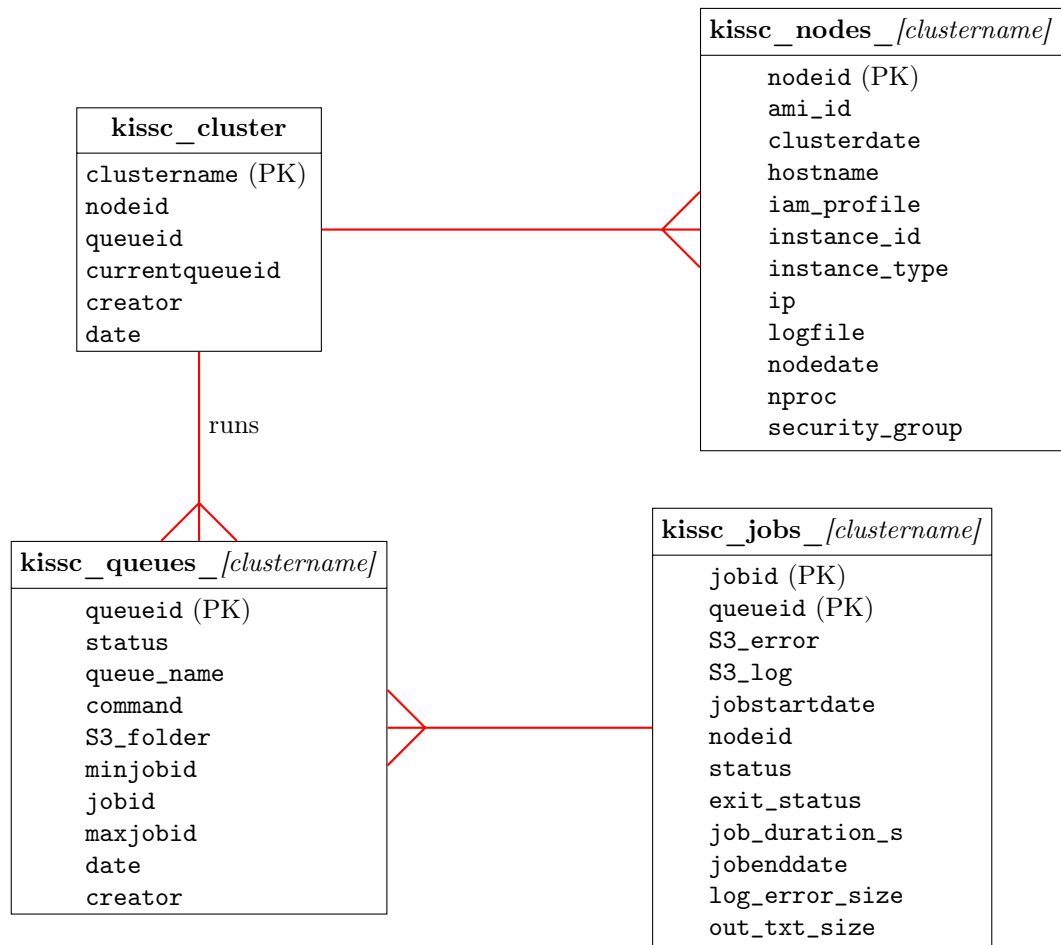 kissc_cluster
clustername (PK)
nodeid
queueid
currentqueueid
creator
date
kissc_nodes_[clustername]
nodeid (PK)
ami_id
clusterdate
hostname
iam_profile
instance_id
instance_type
ip
logfile
nodedate
nproc
security_group
runs
kissc_queues_[clustername]
queueid (PK)
status
queue_name
command
S3_folder
minjobid
jobid
maxjobid
date
creator
kissc_jobs_[clustername]
jobid (PK)
queueid (PK)
S3_error
S3_log
jobstartdate
nodeid
status
exit_status
job_duration_s
jobenddate
log_error_size
out_txt_size